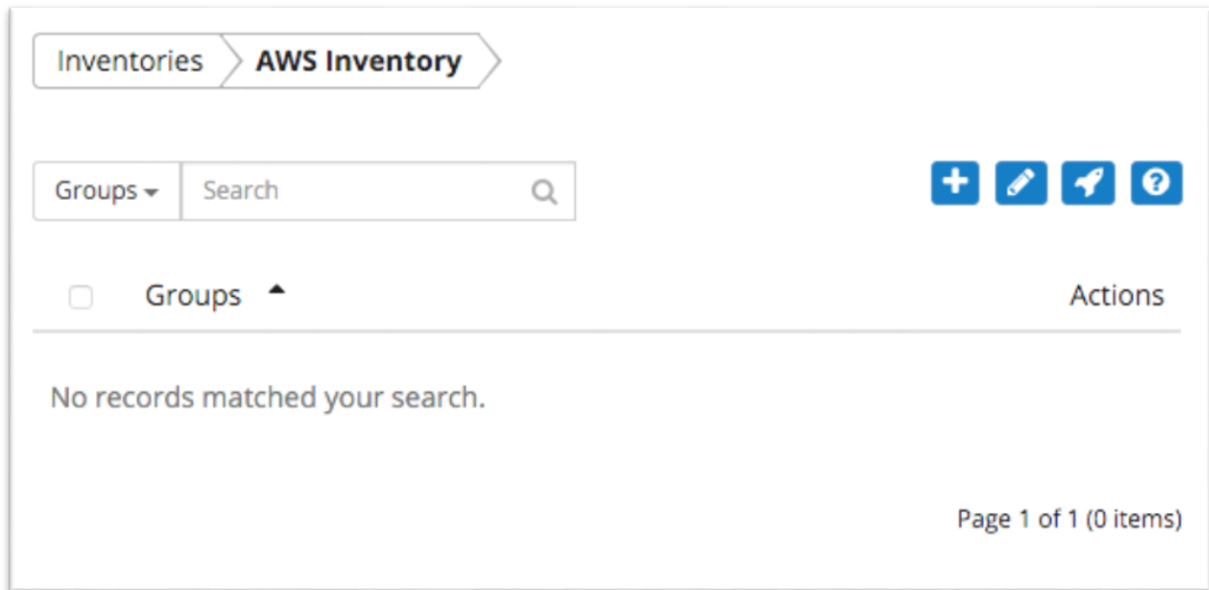 Inventories AWS Inventory
Groups Search
Groups Actions
No records matched your search.
Page 1 of 1 (0 items)